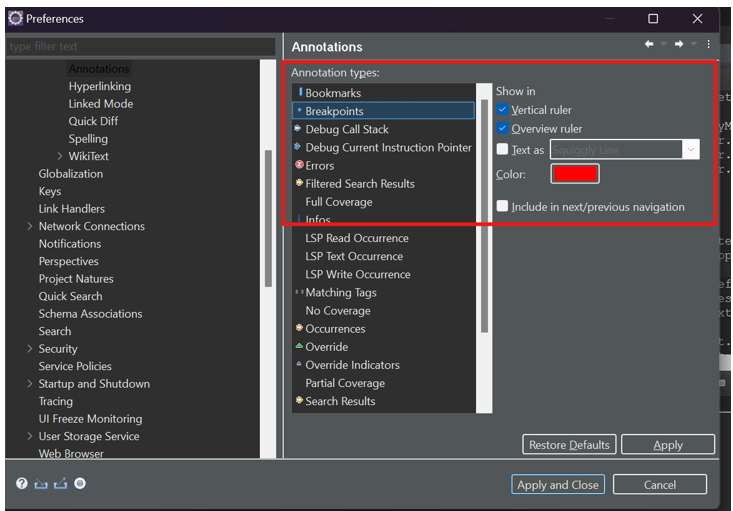 Preferences
type filter text
Annotations
Hyperlinking
Linked Mode
Quick Diff
Spelling
WikiText
Globalization
Keys
Link Handlers
Network Connections
Notifications
Perspectives
Project Natures
Quick Search
Schema Associations
Search
Security
Service Policies
Startup and Shutdown
Tracing
UI Freeze Monitoring
User Storage Service
Web Browser
Annotations
Annotation types:
Bookmarks
Breakpoints
Debug Call Stack
Debug Current Instruction Pointer
Errors
Filtered Search Results
Full Coverage
Infos
LSP Read Occurrence
LSP Text Occurrence
LSP Write Occurrence
Matching Tags
No Coverage
Occurrences
Override
Override Indicators
Partial Coverage
Search Results
Show in
Vertical ruler
Overview ruler
Text as Squiggly Line
Color:
Include in next/previous navigation
Restore Defaults Apply
Apply and Close Cancel